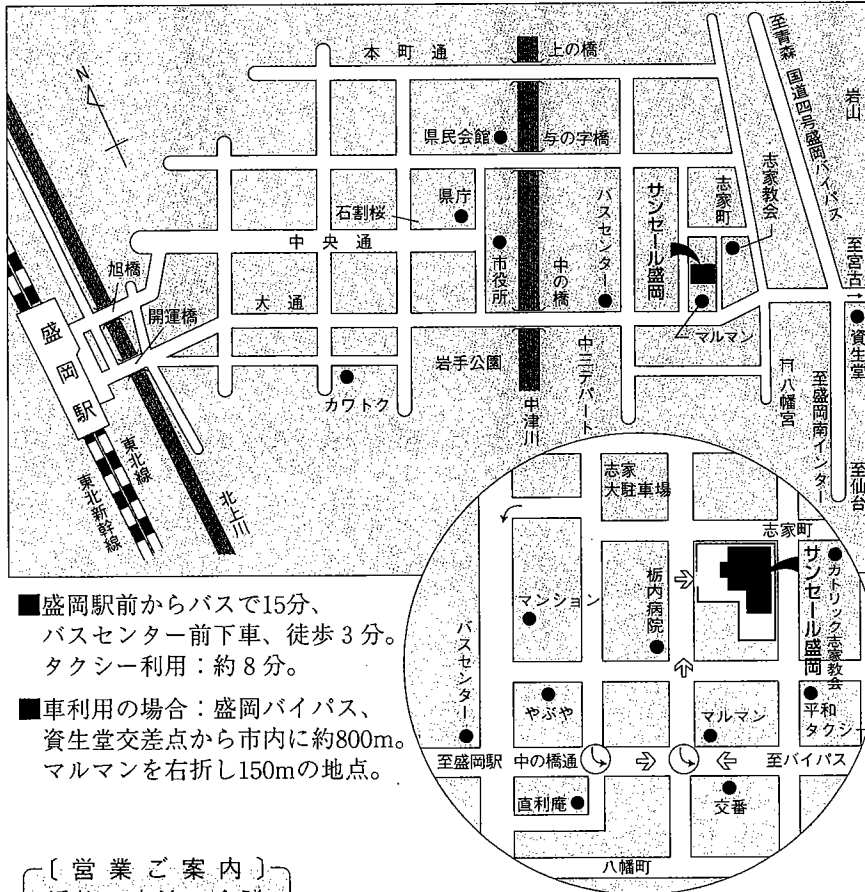 本町通
上の橋
至青森
国道四号盛岡バイパス
岩山
N
県民会館
与の字橋
志家教会
志家町
サンセール盛岡
バスセンター
石割桜
県庁
中央通
市役所
中の橋
至宮古
旭橋
大通
開運橋
マルマン
資生堂
盛岡駅
岩手公園
中三デパート
八幡宮
至盛岡南インター
カワトク
中津川
東北線
東北新幹線
北上川
至仙台
志家
大駐車場
志家町
サンセール盛岡
カトリック志家教会
栃内病院
マンション
バスセンター
やぶや
マルマン
平和
タクシー
至盛岡駅
中の橋通
至バイパス
直利庵
交番
八幡町
■盛岡駅前からバスで15分、
バスセンター前下車、徒歩3分。
タクシー利用：約8分。
■車利用の場合：盛岡バイパス、
資生堂交差点から市内に約800m。
マルマンを右折し150mの地点。
〔営業ご案内〕